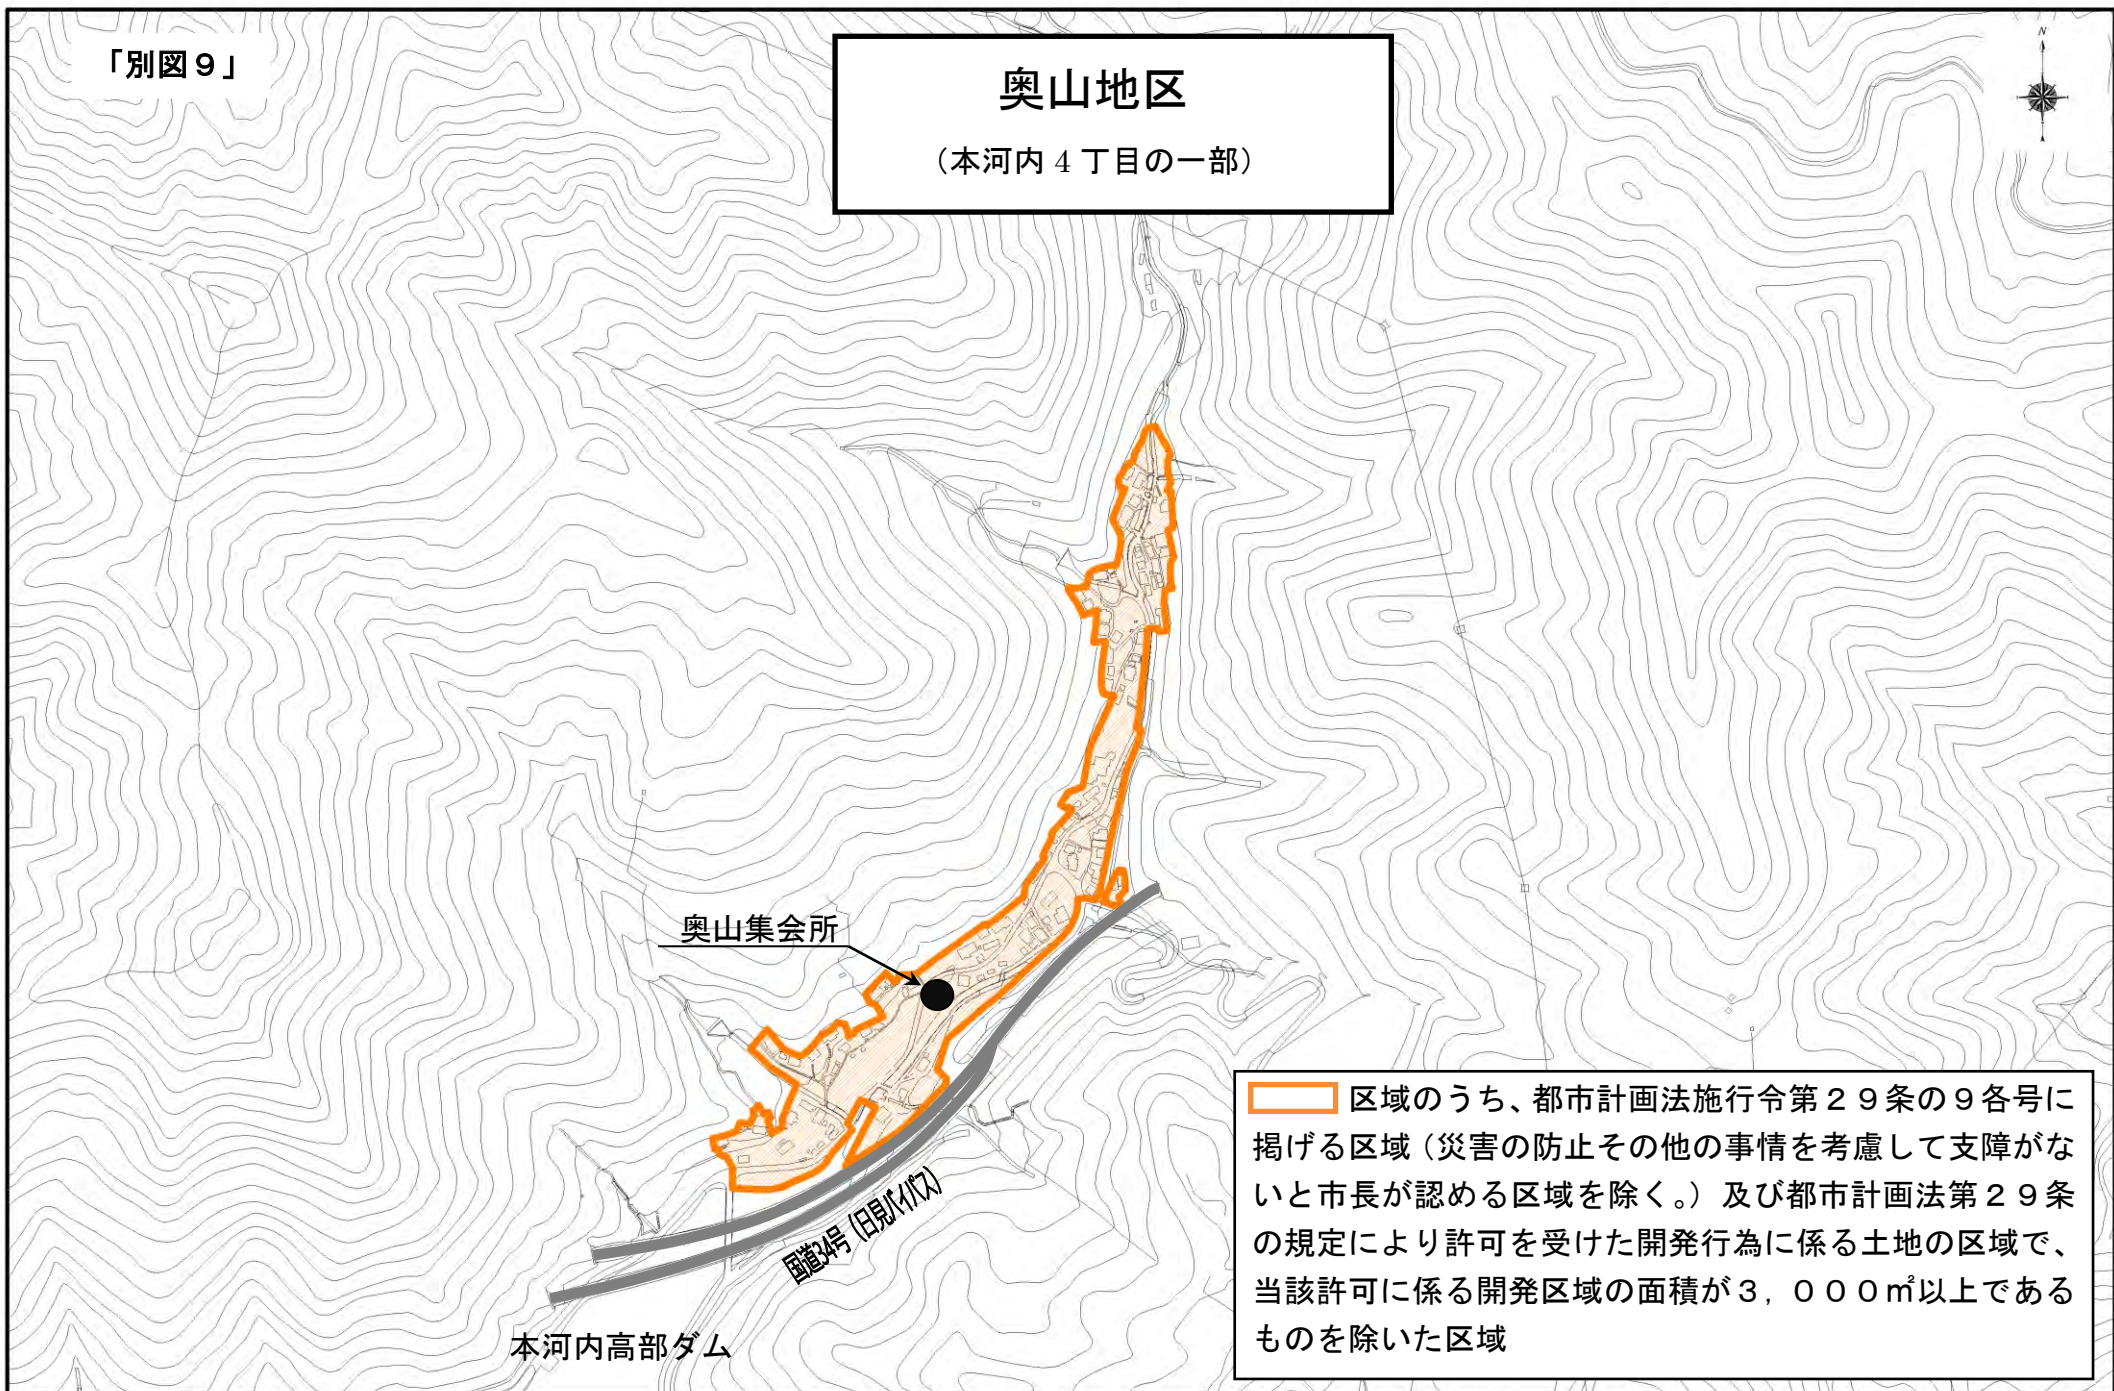 「別図９」
奥山地区
（本河内４丁目の一部）
N
奥山集会所
国道34号（日見バイパス）
本河内高部ダム
区域のうち、都市計画法施行令第２９条の９各号に
掲げる区域（災害の防止その他の事情を考慮して支障がな
いと市長が認める区域を除く。）及び都市計画法第２９条
の規定により許可を受けた開発行為に係る土地の区域で、
当該許可に係る開発区域の面積が３，０００㎡以上である
ものを除いた区域